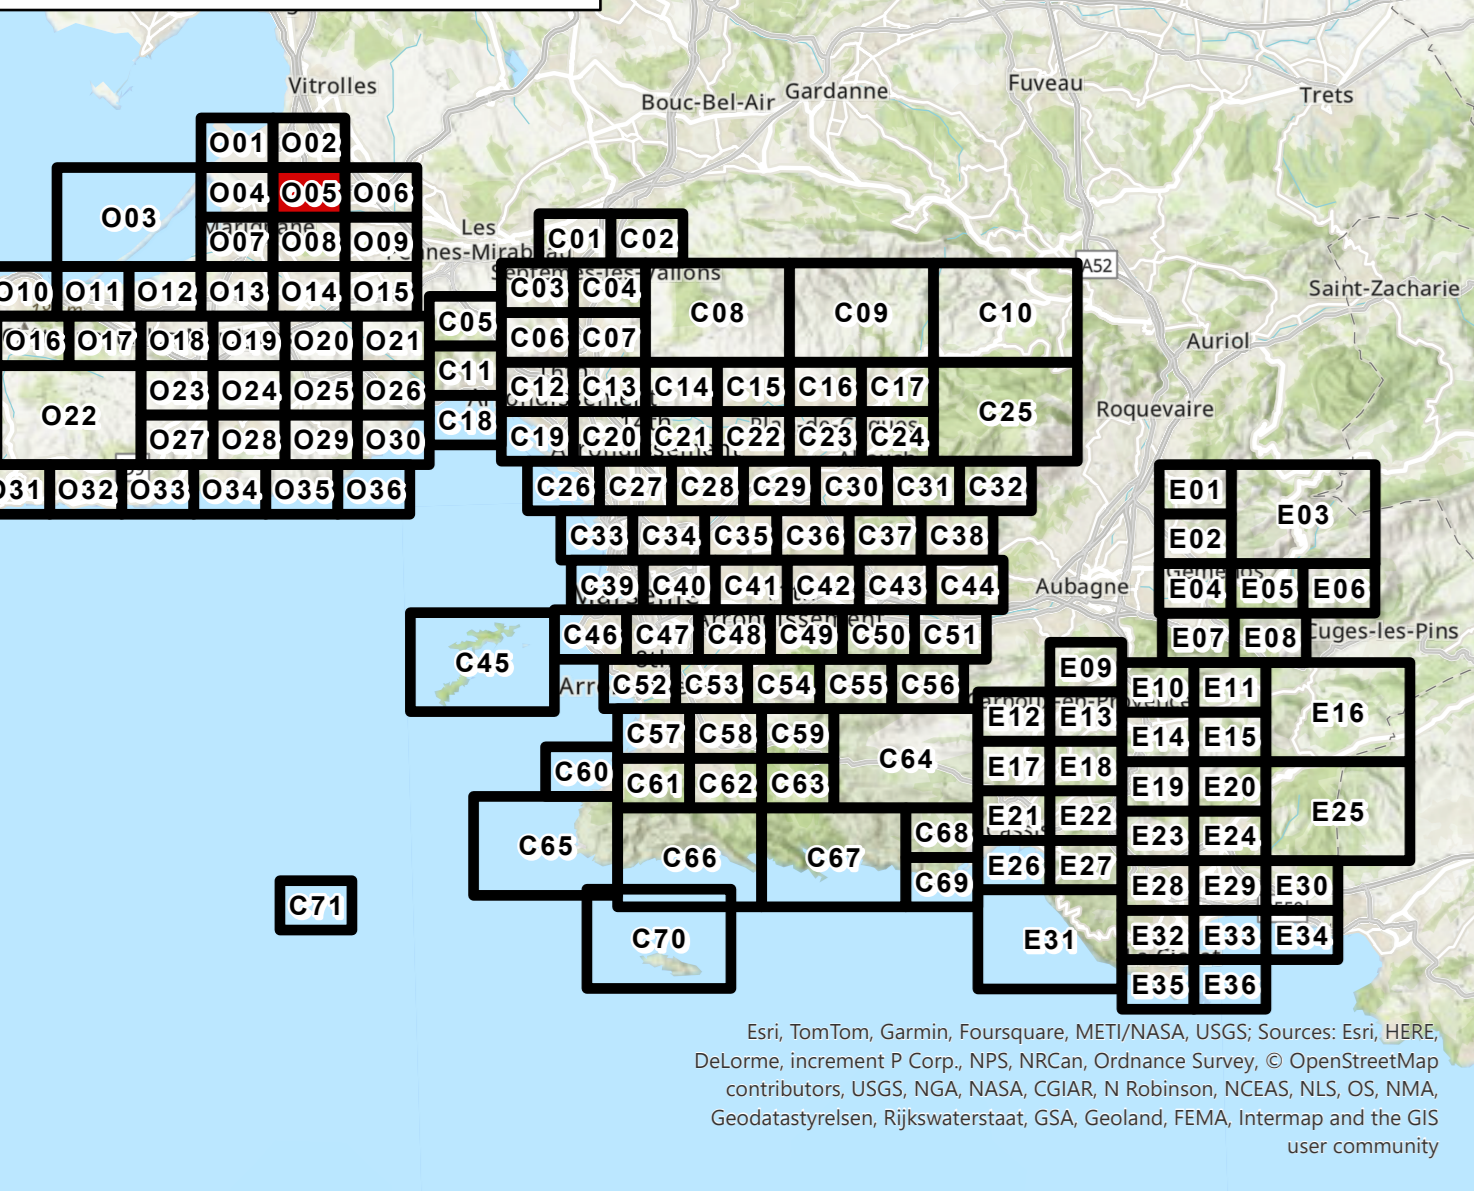 Vitrolles
Bouc-Bel-Air
Gardanne
Fuveau
Trets
O01 O02
O03 O04 O05 O06
O07 O08 O09
Les
C01 C02
A52
Septèmes-les-Vallons
Saint-Zacharie
O10 O11 O12 O13 O14 O15
C03 C04 C08 C09 C10
C05
O16 O17 O18 O19 O20 O21
C06 C07
Auriol
C11
O22 O23 O24 O25 O26
C12 C13 C14 C15 C16 C17
C25
Roquevaire
C18
O27 O28 O29 O30
C19 C20 C21 C22 C23 C24
O31 O32 O33 O34 O35 O36
C26 C27 C28 C29 C30 C31 C32
E01 E03
C33 C34 C35 C36 C37 C38
E02
C39 C40 C41 C42 C43 C44
Aubagne
E04 E05 E06
C45 C46 C47 C48 C49 C50 C51
E07 E08
Cuges-les-Pins
C52 C53 C54 C55 C56
E09 E10 E11 E16
C57 C58 C59 C64
E12 E13 E14 E15
C60 C61 C62 C63
E17 E18 E19 E20
C65 C66 C67 C68
E21 E22 E23 E24 E25
C69
E26 E27 E28 E29 E30
C71
C70
E31 E32 E33 E34
E35 E36
Esri, TomTom, Garmin, Foursquare, METI/NASA, USGS; Sources: Esri, HERE,
DeLorme, increment P Corp., NPS, NRCan, Ordnance Survey, © OpenStreetMap
contributors, USGS, NGA, NASA, CGIAR, N Robinson, NCEAS, NLS, OS, NMA,
Geodatastyrelsen, Rijkswaterstaat, GSA, Geoland, FEMA, Intermap and the GIS
user community